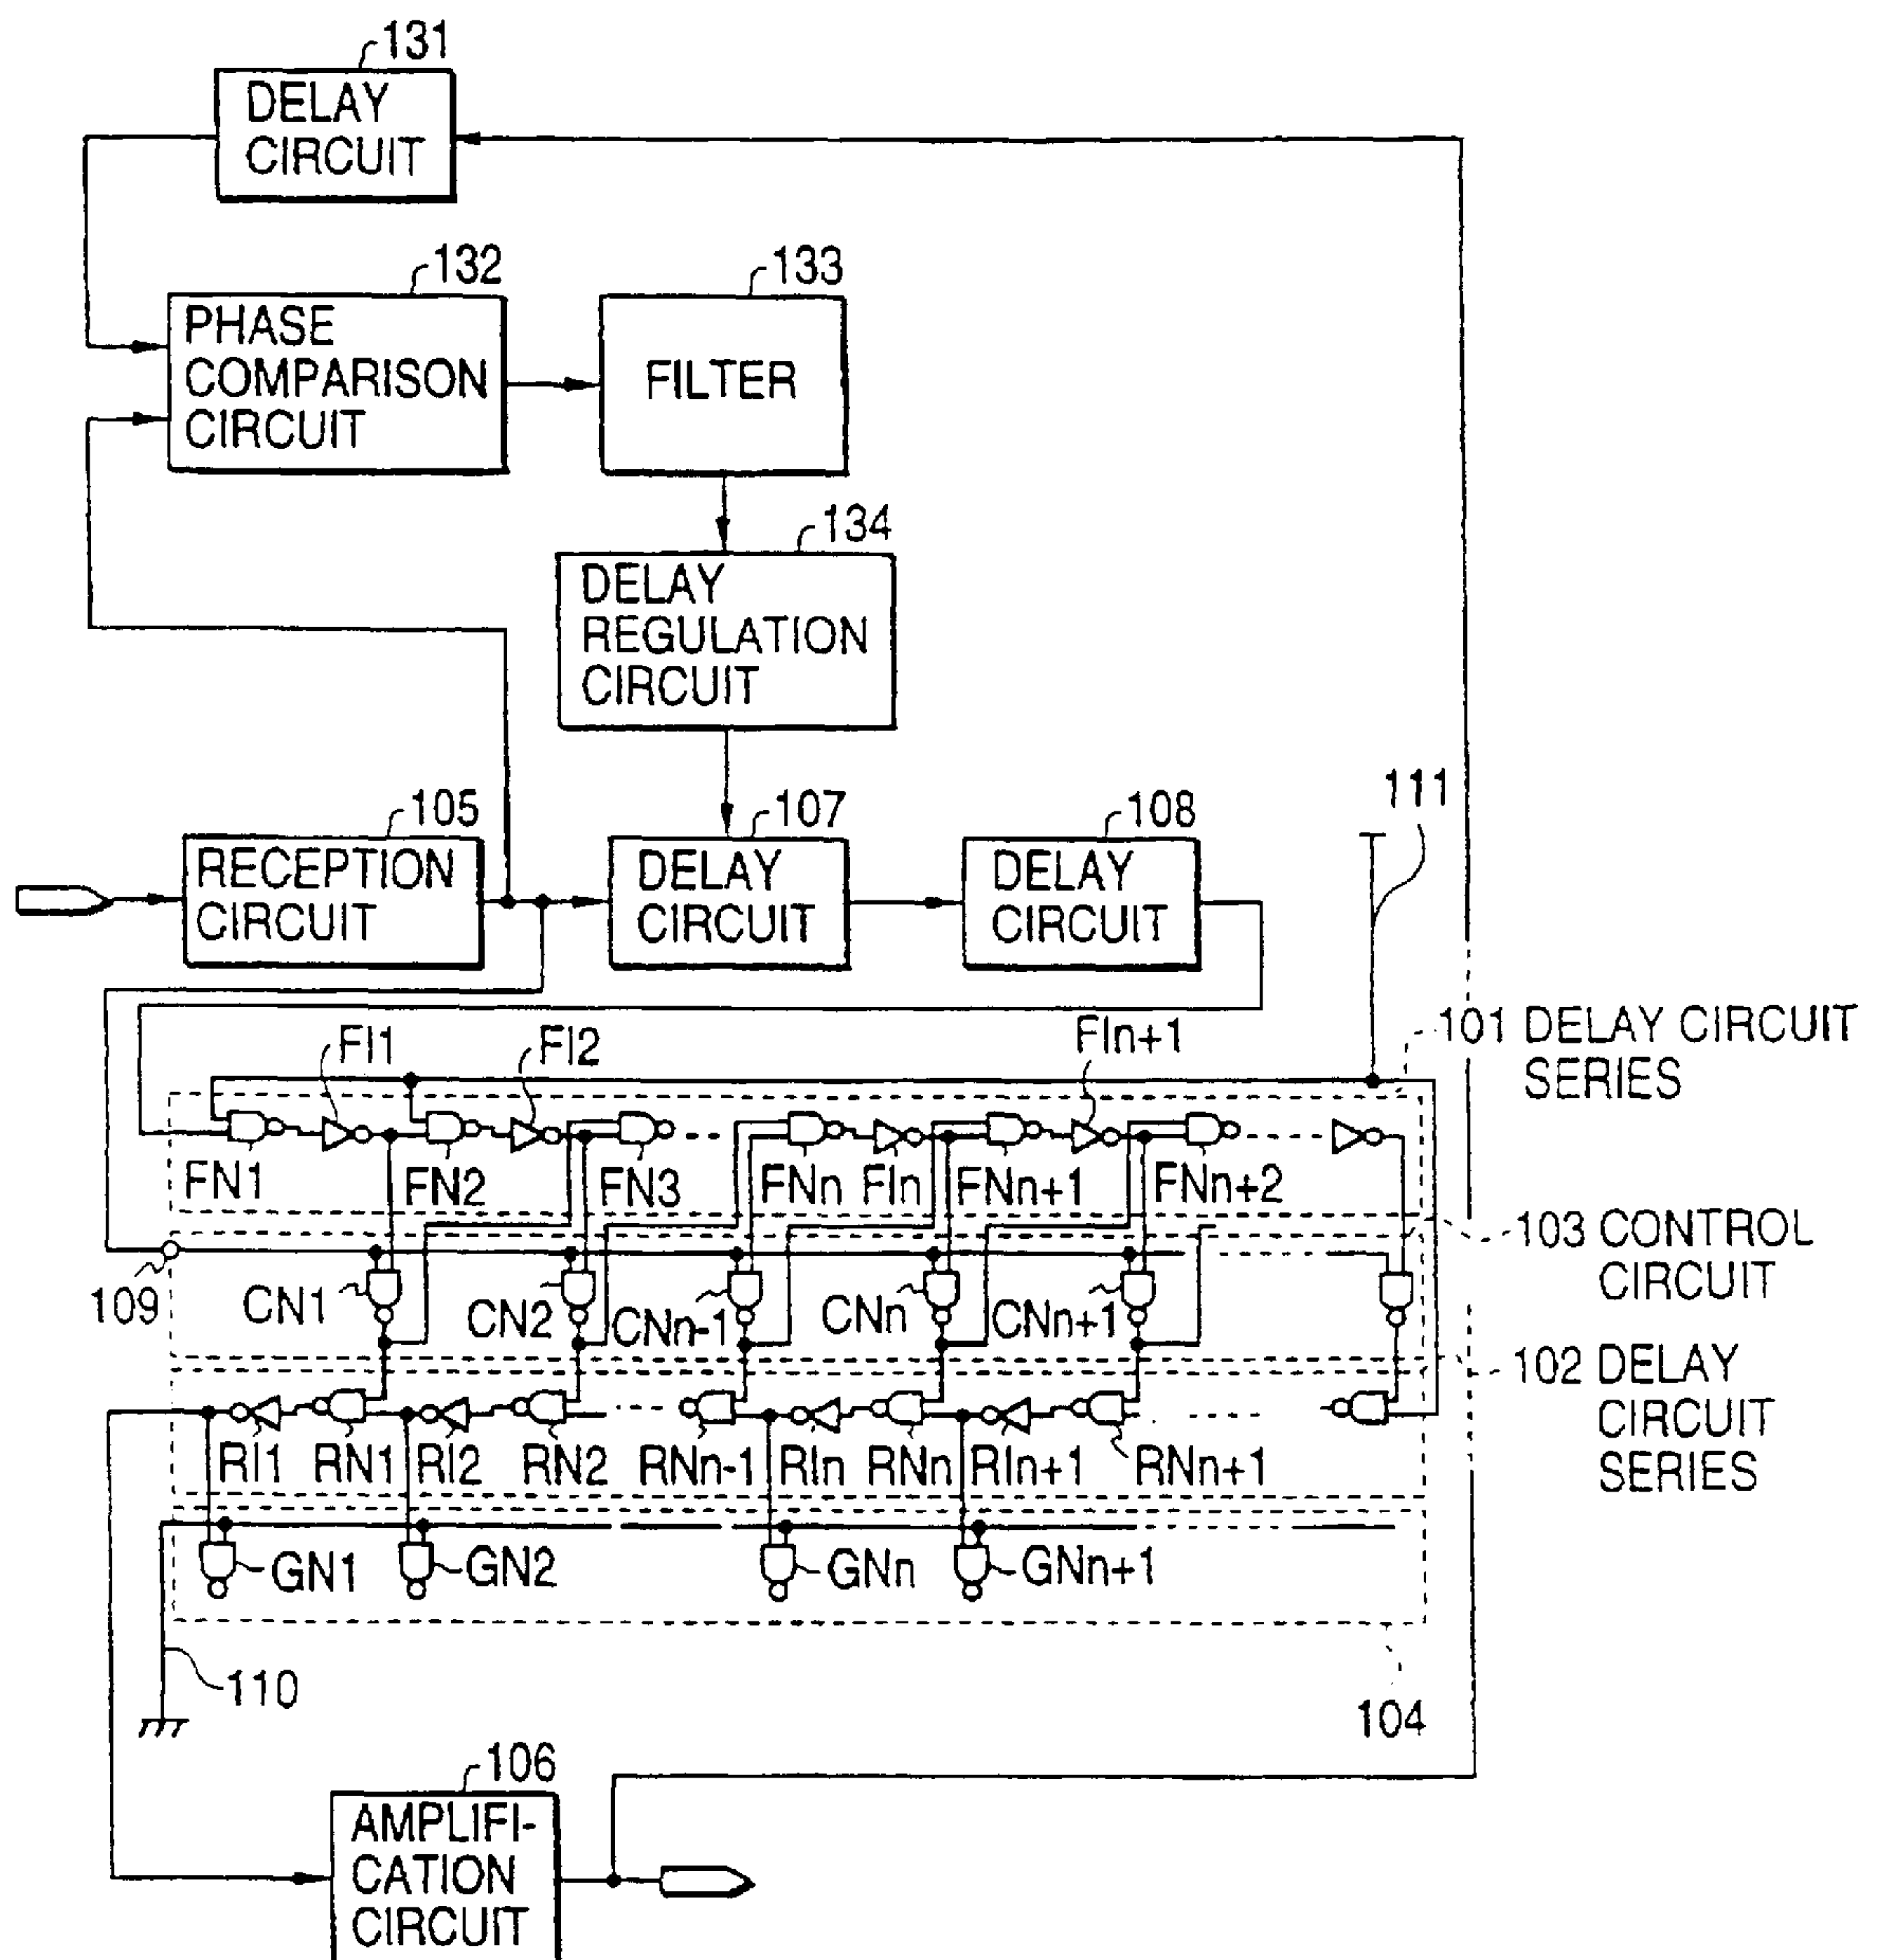 131
DELAY
CIRCUIT
132
133
PHASE
COMPARISON
CIRCUIT
FILTER
134
DELAY
REGULATION
CIRCUIT
105
107
108
111
RECEPTION
CIRCUIT
DELAY
CIRCUIT
DELAY
CIRCUIT
101 DELAY CIRCUIT
SERIES
FI1
FI2
FIn+1
FN1
FN2
FN3
FNn
FIn
FNn+1
FNn+2
103 CONTROL
CIRCUIT
109
CN1
CN2
CNn-1
CNn
CNn+1
102 DELAY
CIRCUIT
SERIES
RI1
RN1
RI2
RN2
RNn-1
RIn
RNn
RIn+1
RNn+1
GN1
GN2
GNn
GNn+1
110
104
106
AMPLIFI-
CATION
CIRCUIT